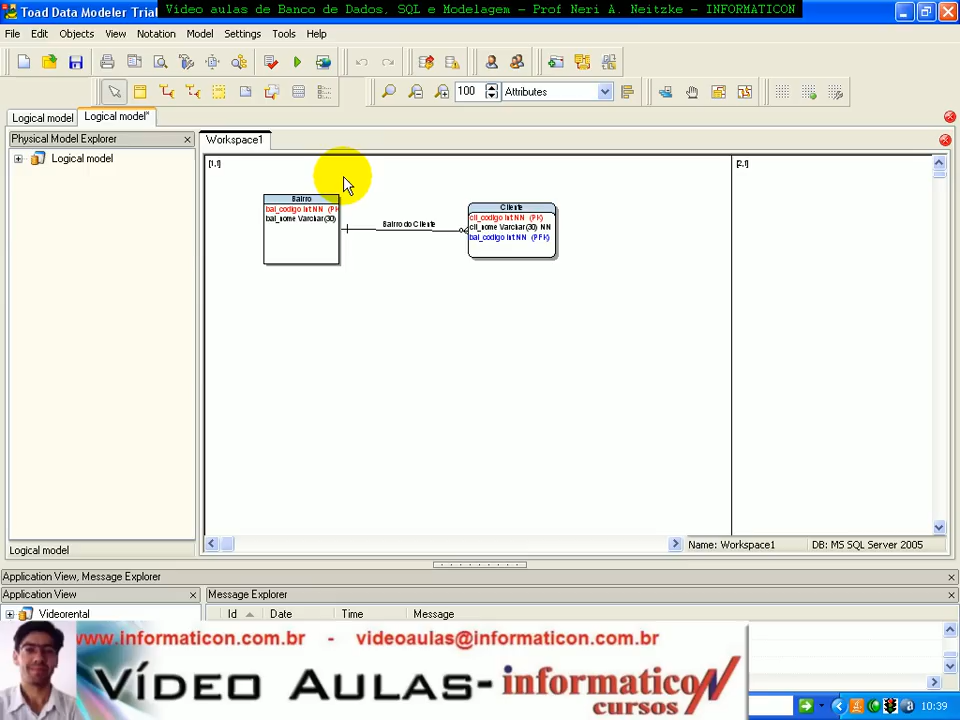 Toad Data Modeler Trial
Vídeo aulas de Banco de Dados, SQL e Modelagem – Prof Neri A. Neitzke – INFORMATICON
File Edit Objects View Notation Model Settings Tools Help
100 Attributes
Logical model Logical model*
Physical Model Explorer
Workspace1
Logical model
[1,1]
[2,1]
Bairro
bai_codigo Int NN (PK
bai_nome Varchar(30)
Bairro do Cliente
Cliente
cli_codigo Int NN (PK)
cli_nome Varchar(30) NN
bai_codigo Int NN (PFK)
Logical model
Name: Workspace1 DB: MS SQL Server 2005
Application View, Message Explorer
Application View
Message Explorer
Videorental
Id Date Time Message
www.informaticon.com.br - videoaulas@informaticon.com.br
Vídeo Aulas- informaticoN
cursos
10:39